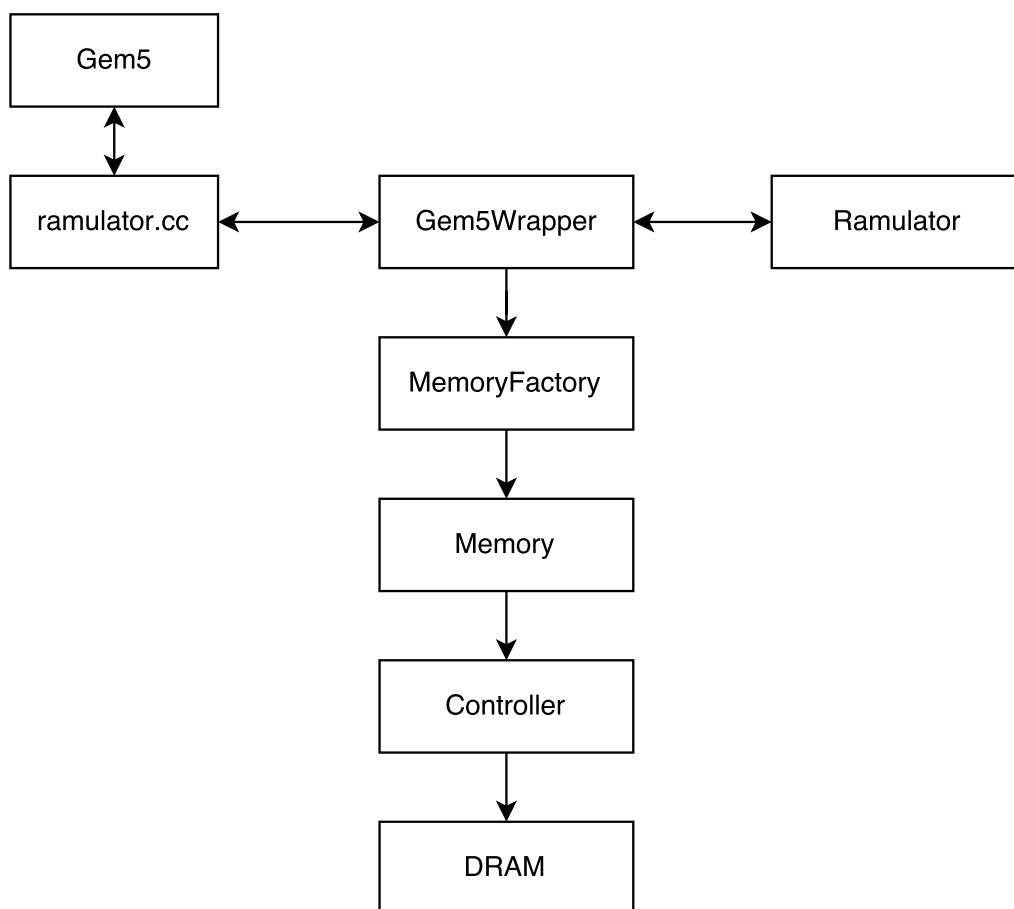 Gem5
ramulator.cc
Gem5Wrapper
Ramulator
MemoryFactory
Memory
Controller
DRAM